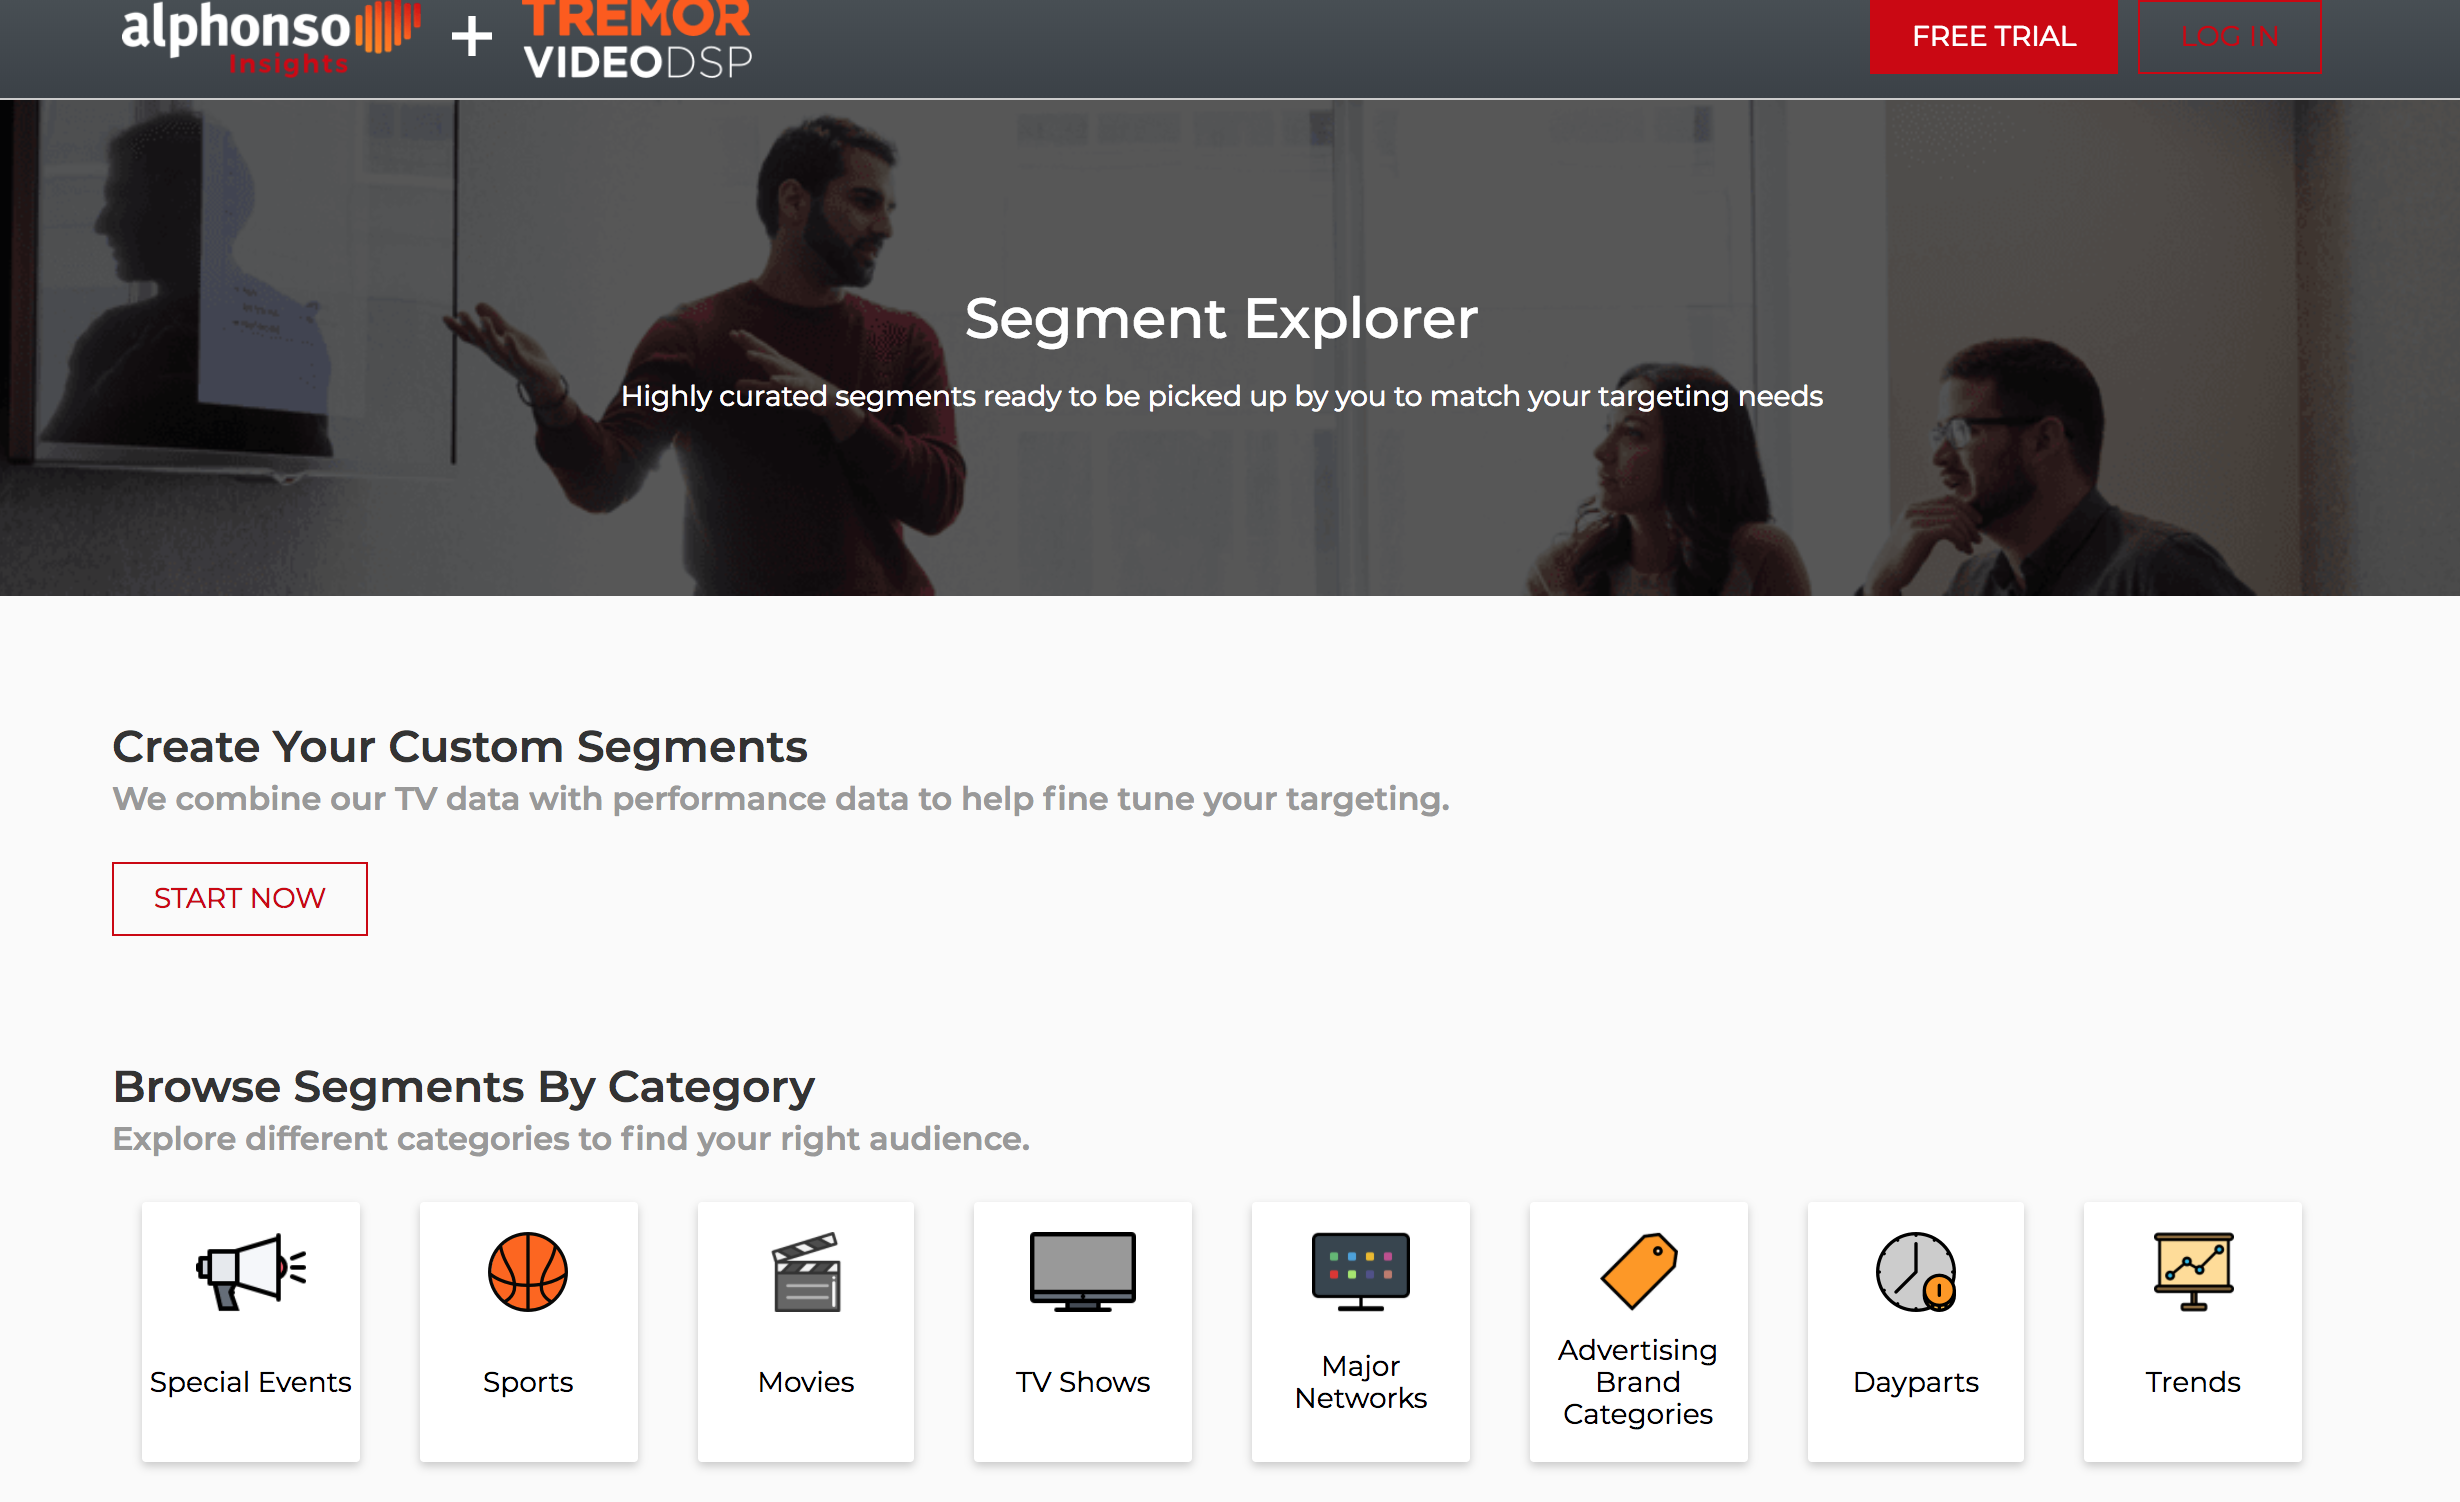 alphonso
Insights
+
TREMOR
VIDEODSP
FREE TRIAL
LOG IN
Segment Explorer
Highly curated segments ready to be picked up by you to match your targeting needs
Create Your Custom Segments
We combine our TV data with performance data to help fine tune your targeting.
START NOW
Browse Segments By Category
Explore different categories to find your right audience.
Special Events
Sports
Movies
TV Shows
Major
Networks
Advertising
Brand
Categories
Dayparts
Trends